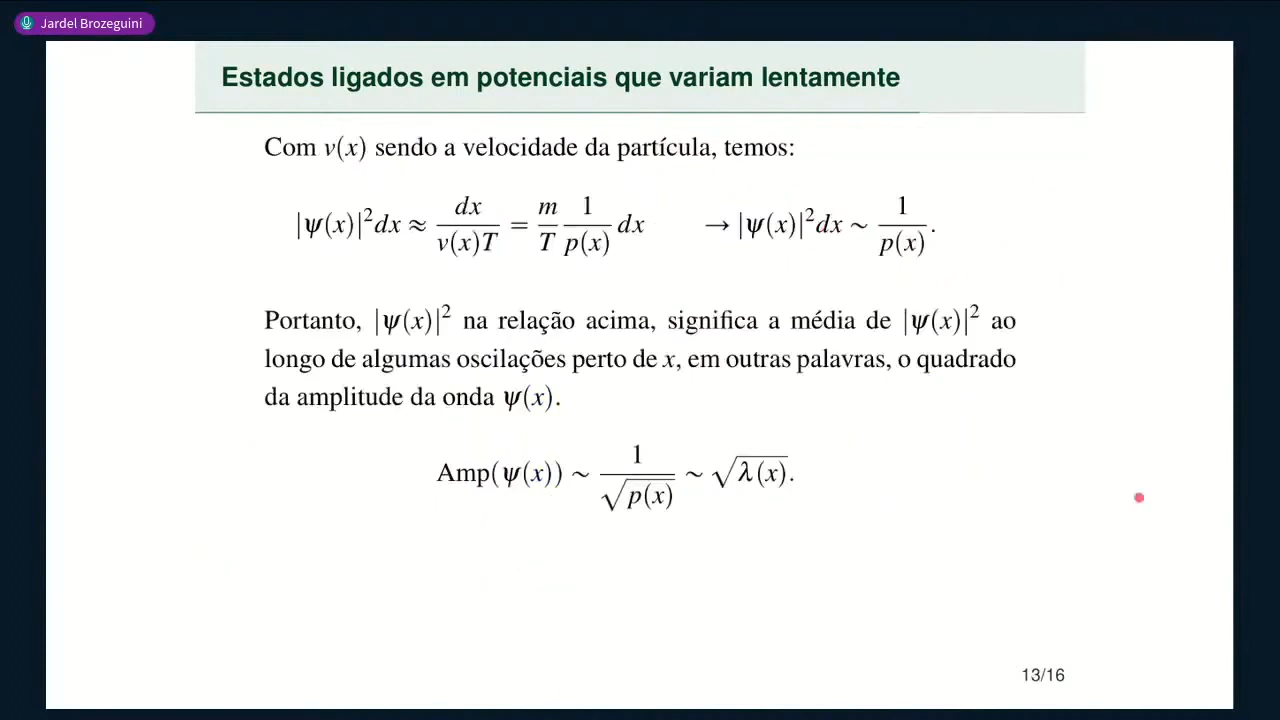 Jardel Brozeguini
Estados ligados em potenciais que variam lentamente
Com v(x) sendo a velocidade da partícula, temos:
|ψ(x)|²dx ≈ dx / v(x)T = m/T 1/p(x) dx → |ψ(x)|²dx ∼ 1/p(x).
Portanto, |ψ(x)|² na relação acima, significa a média de |ψ(x)|² ao
longo de algumas oscilações perto de x, em outras palavras, o quadrado
da amplitude da onda ψ(x).
Amp(ψ(x)) ∼ 1/√p(x) ∼ √λ(x).
13/16